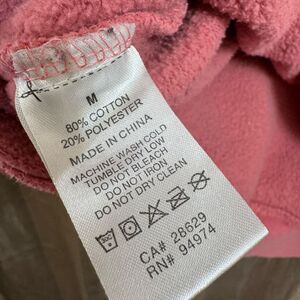 M
80% COTTON
20% POLYESTER
MADE IN CHINA
MACHINE WASH COLD
TUMBLE DRY LOW
DO NOT BLEACH
DO NOT IRON
DO NOT DRY CLEAN
CA# 28629
RN# 94974